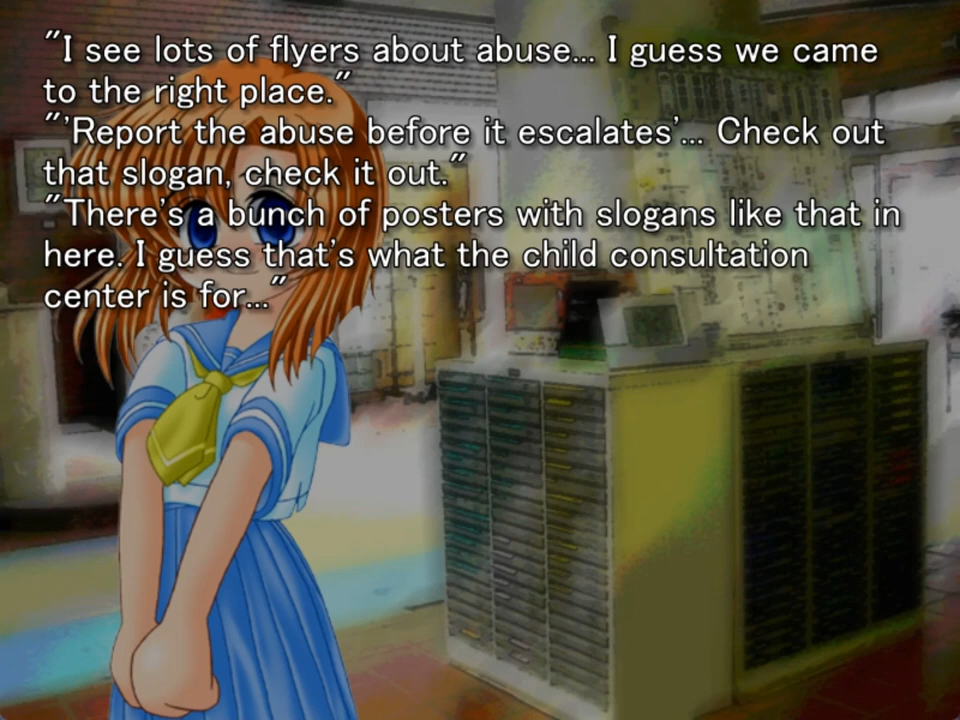 "I see lots of flyers about abuse... I guess we came
to the right place."
"'Report the abuse before it escalates'... Check out
that slogan, check it out."
"There's a bunch of posters with slogans like that in
here. I guess that's what the child consultation
center is for..."